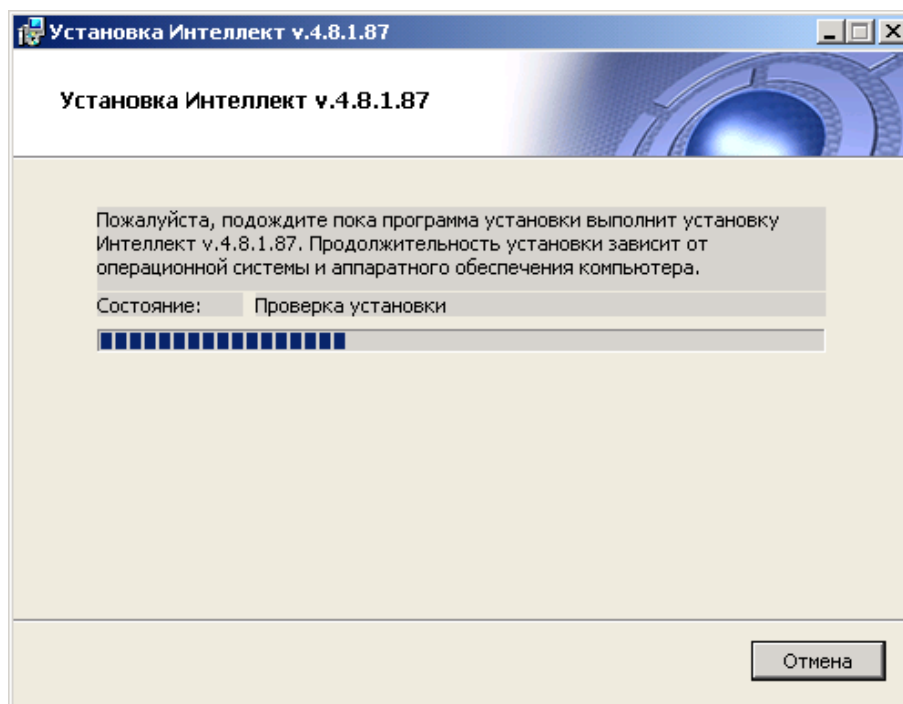 Установка Интеллект v.4.8.1.87
Установка Интеллект v.4.8.1.87
Пожалуйста, подождите пока программа установки выполнит установку
Интеллект v.4.8.1.87. Продолжительность установки зависит от
операционной системы и аппаратного обеспечения компьютера.
Состояние: Проверка установки
Отмена